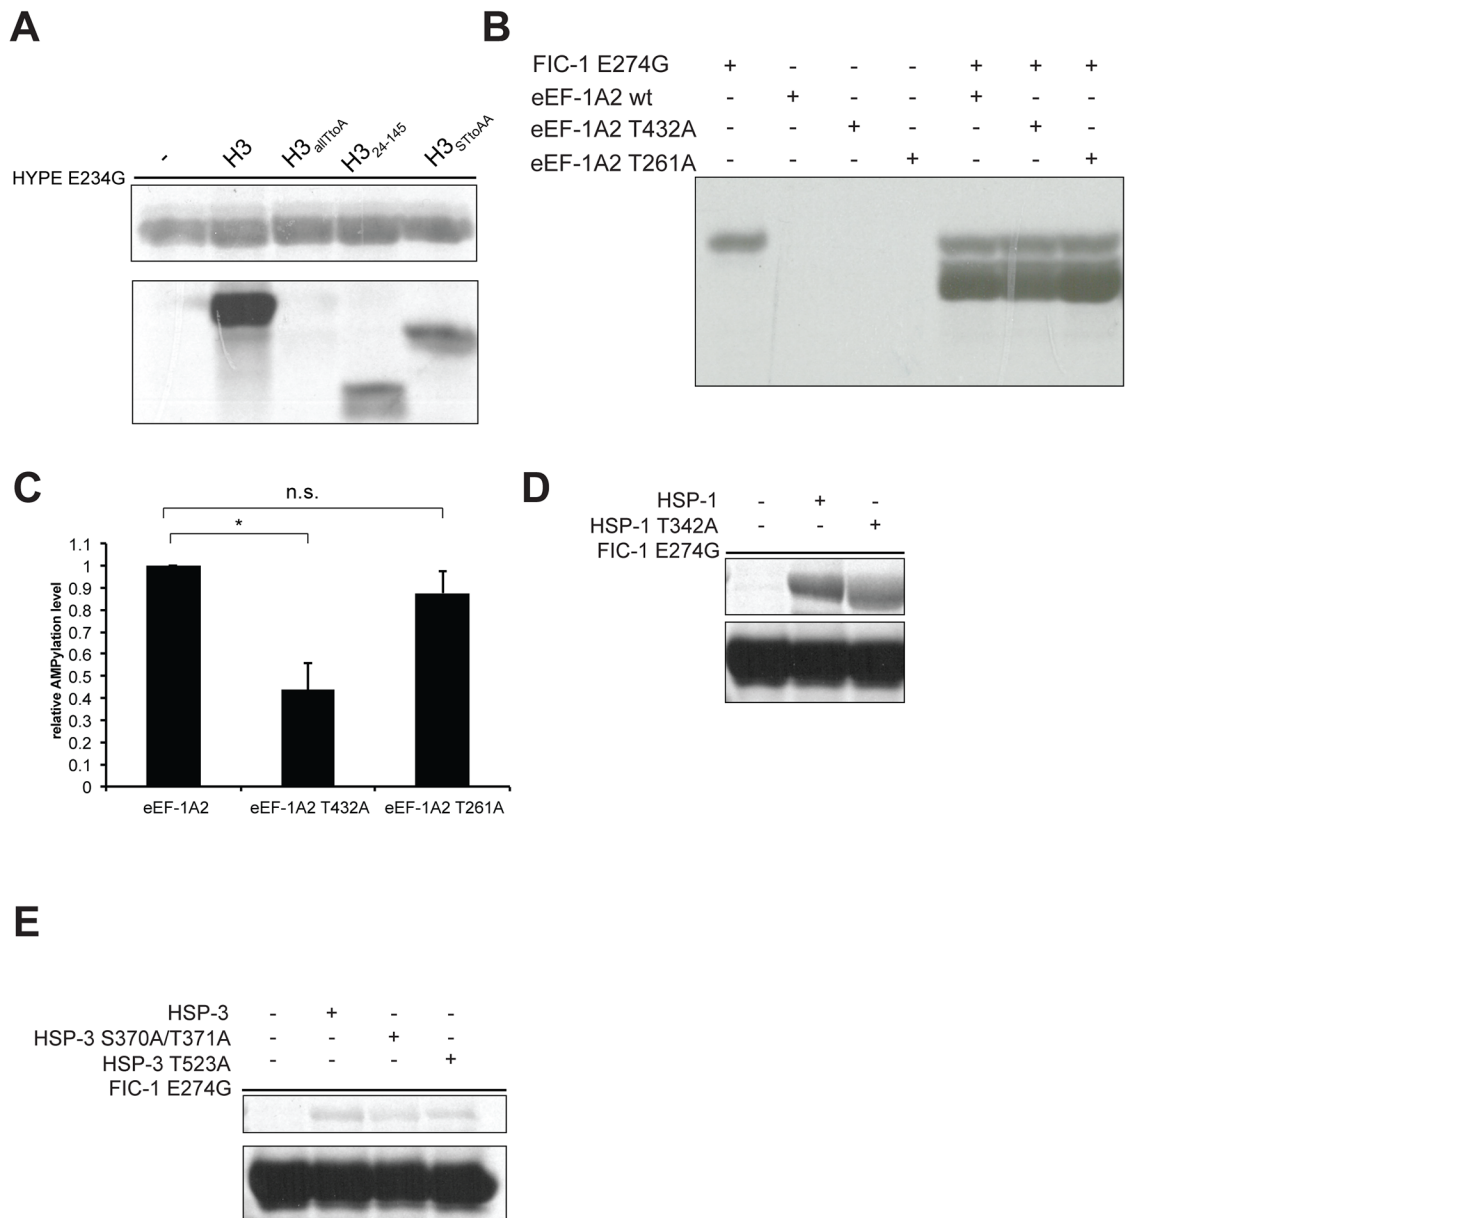 A
- H3 H3allTtoA H324-145 H3STtoAA
HYPE E234G
B
FIC-1 E274G + - - - + + +
eEF-1A2 wt - + - - + - -
eEF-1A2 T432A - - + - - + -
eEF-1A2 T261A - - - + - - +
C
n.s.
*
relative AMPylation level
1.1
1
0.9
0.8
0.7
0.6
0.5
0.4
0.3
0.2
0.1
0
eEF-1A2 eEF-1A2 T432A eEF-1A2 T261A
D
HSP-1 - + -
HSP-1 T342A - - +
FIC-1 E274G
E
HSP-3 - + - -
HSP-3 S370A/T371A - - + -
HSP-3 T523A - - - +
FIC-1 E274G